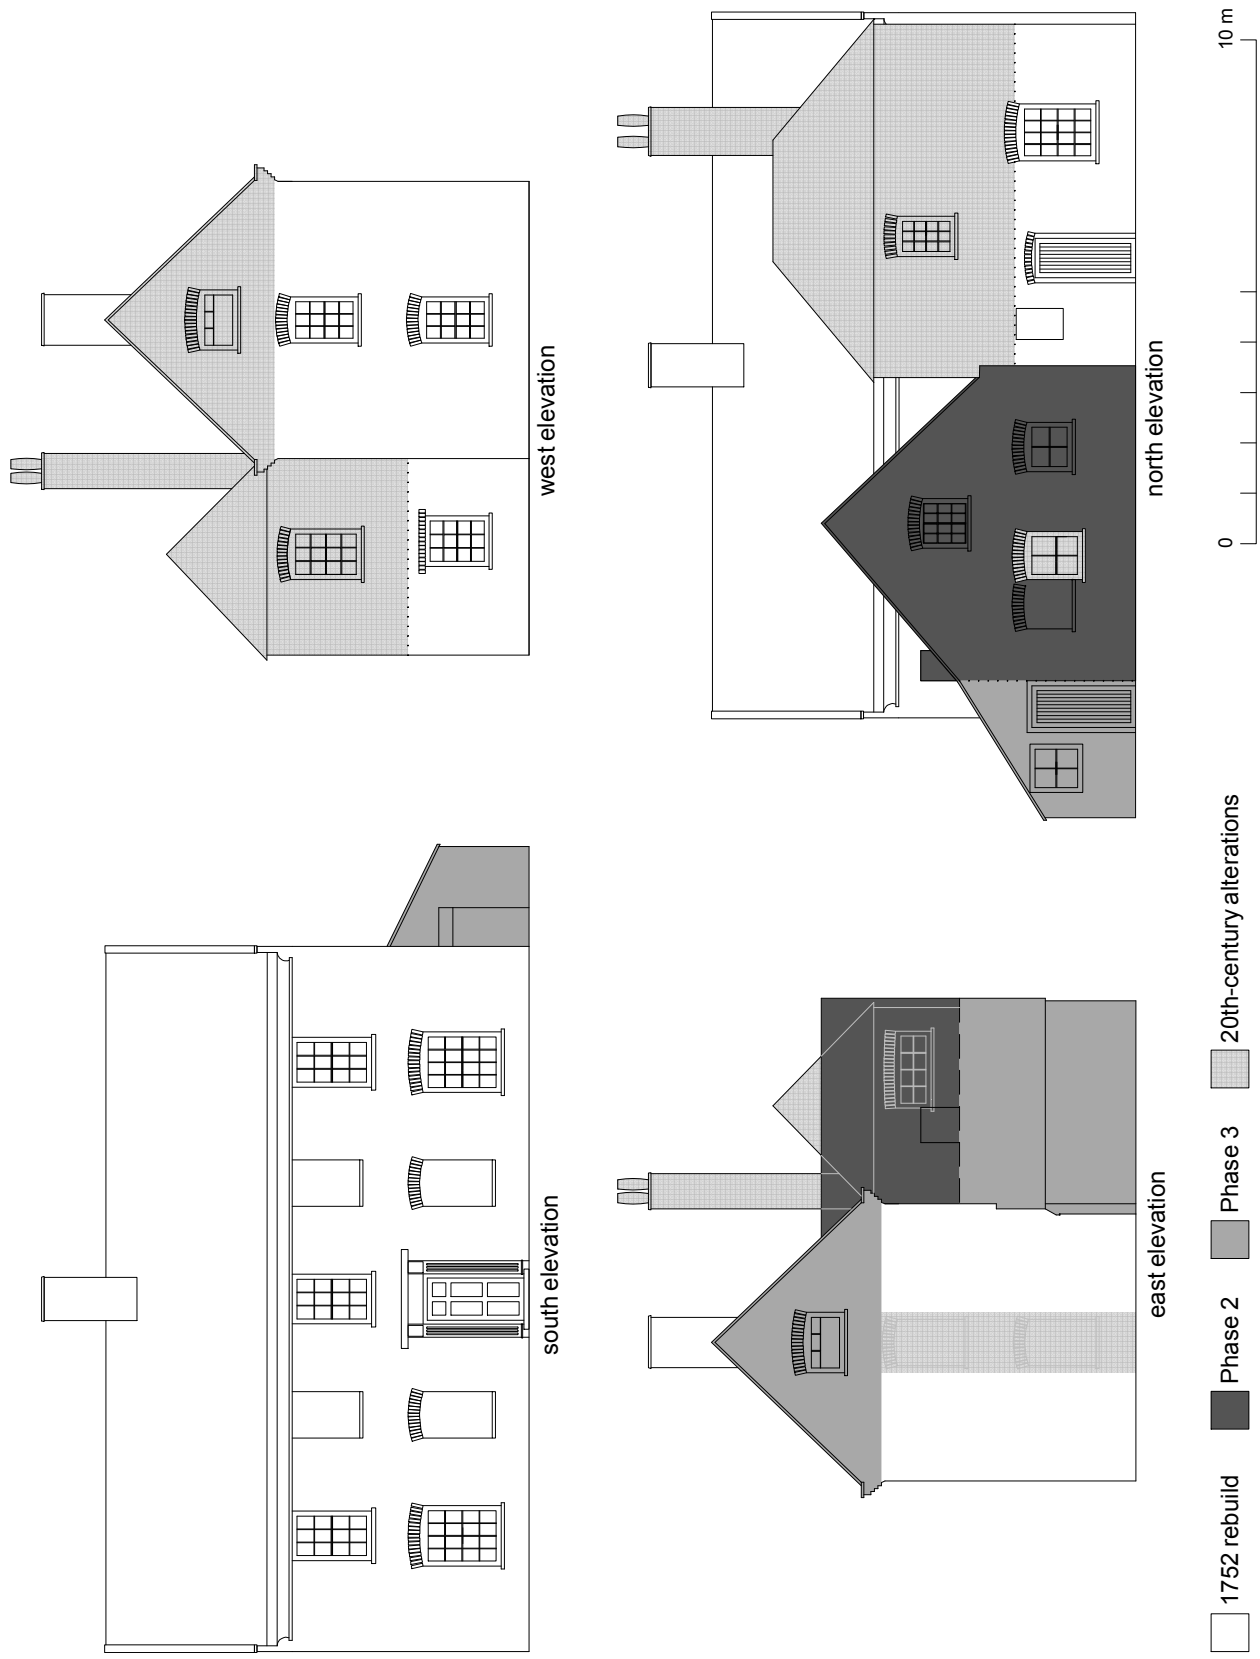 south elevation
west elevation
east elevation
north elevation
1752 rebuild
Phase 2
Phase 3
20th-century alterations
0
10 m